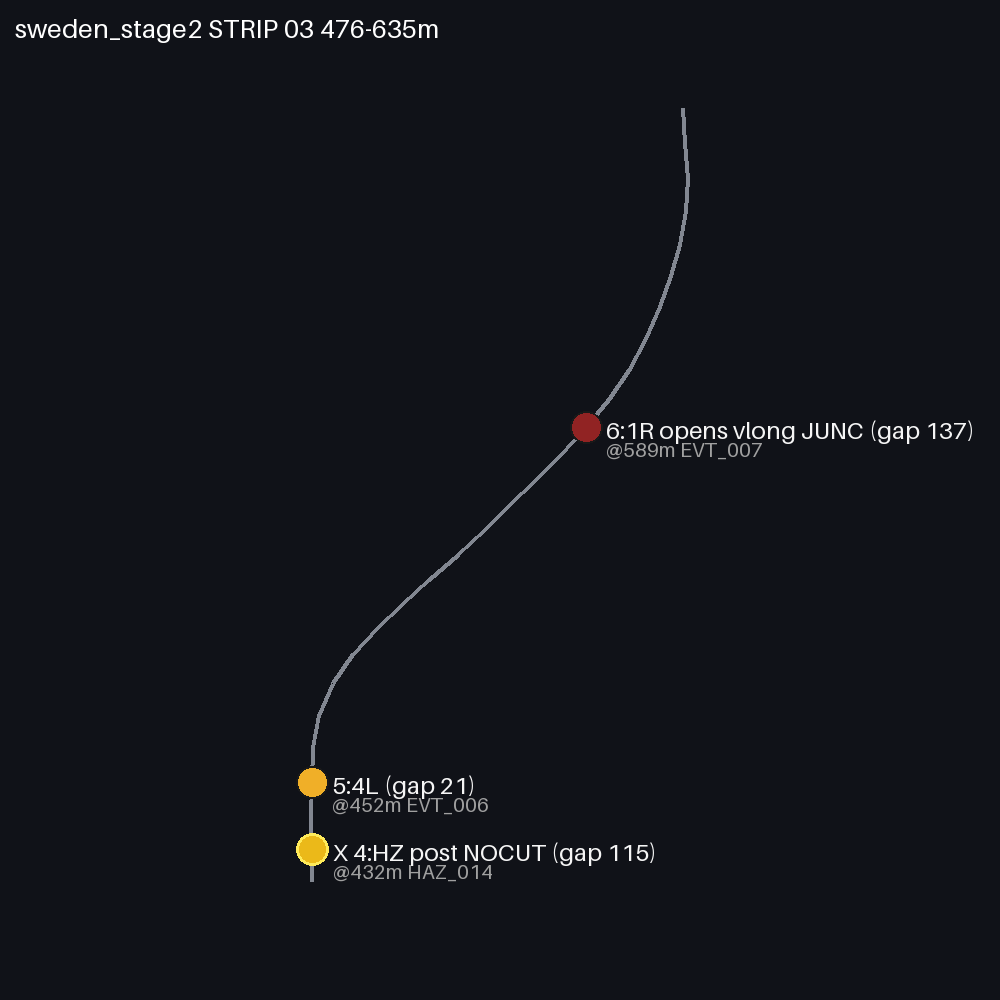 sweden_stage2 STRIP 03 476-635m
6:1R opens vlong JUNC (gap 137)
@589m EVT_007
5:4L (gap 21)
@452m EVT_006
X 4:HZ post NOCUT (gap 115)
@432m HAZ_014